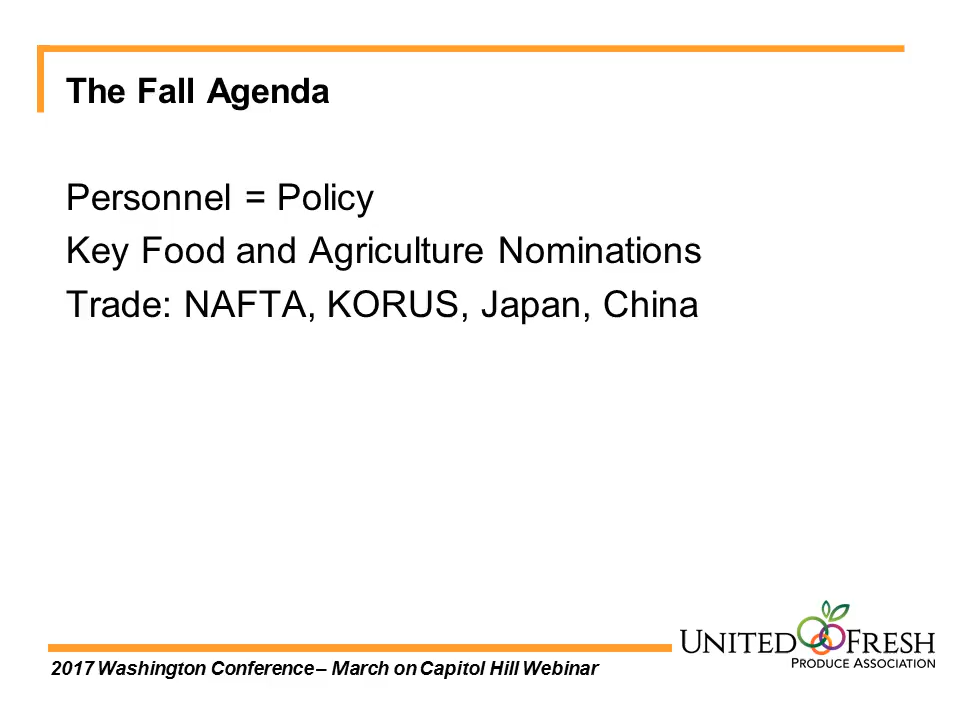 The Fall Agenda
Personnel = Policy
Key Food and Agriculture Nominations
Trade: NAFTA, KORUS, Japan, China
2017 Washington Conference – March on Capitol Hill Webinar
UNITED FRESH
PRODUCE ASSOCIATION